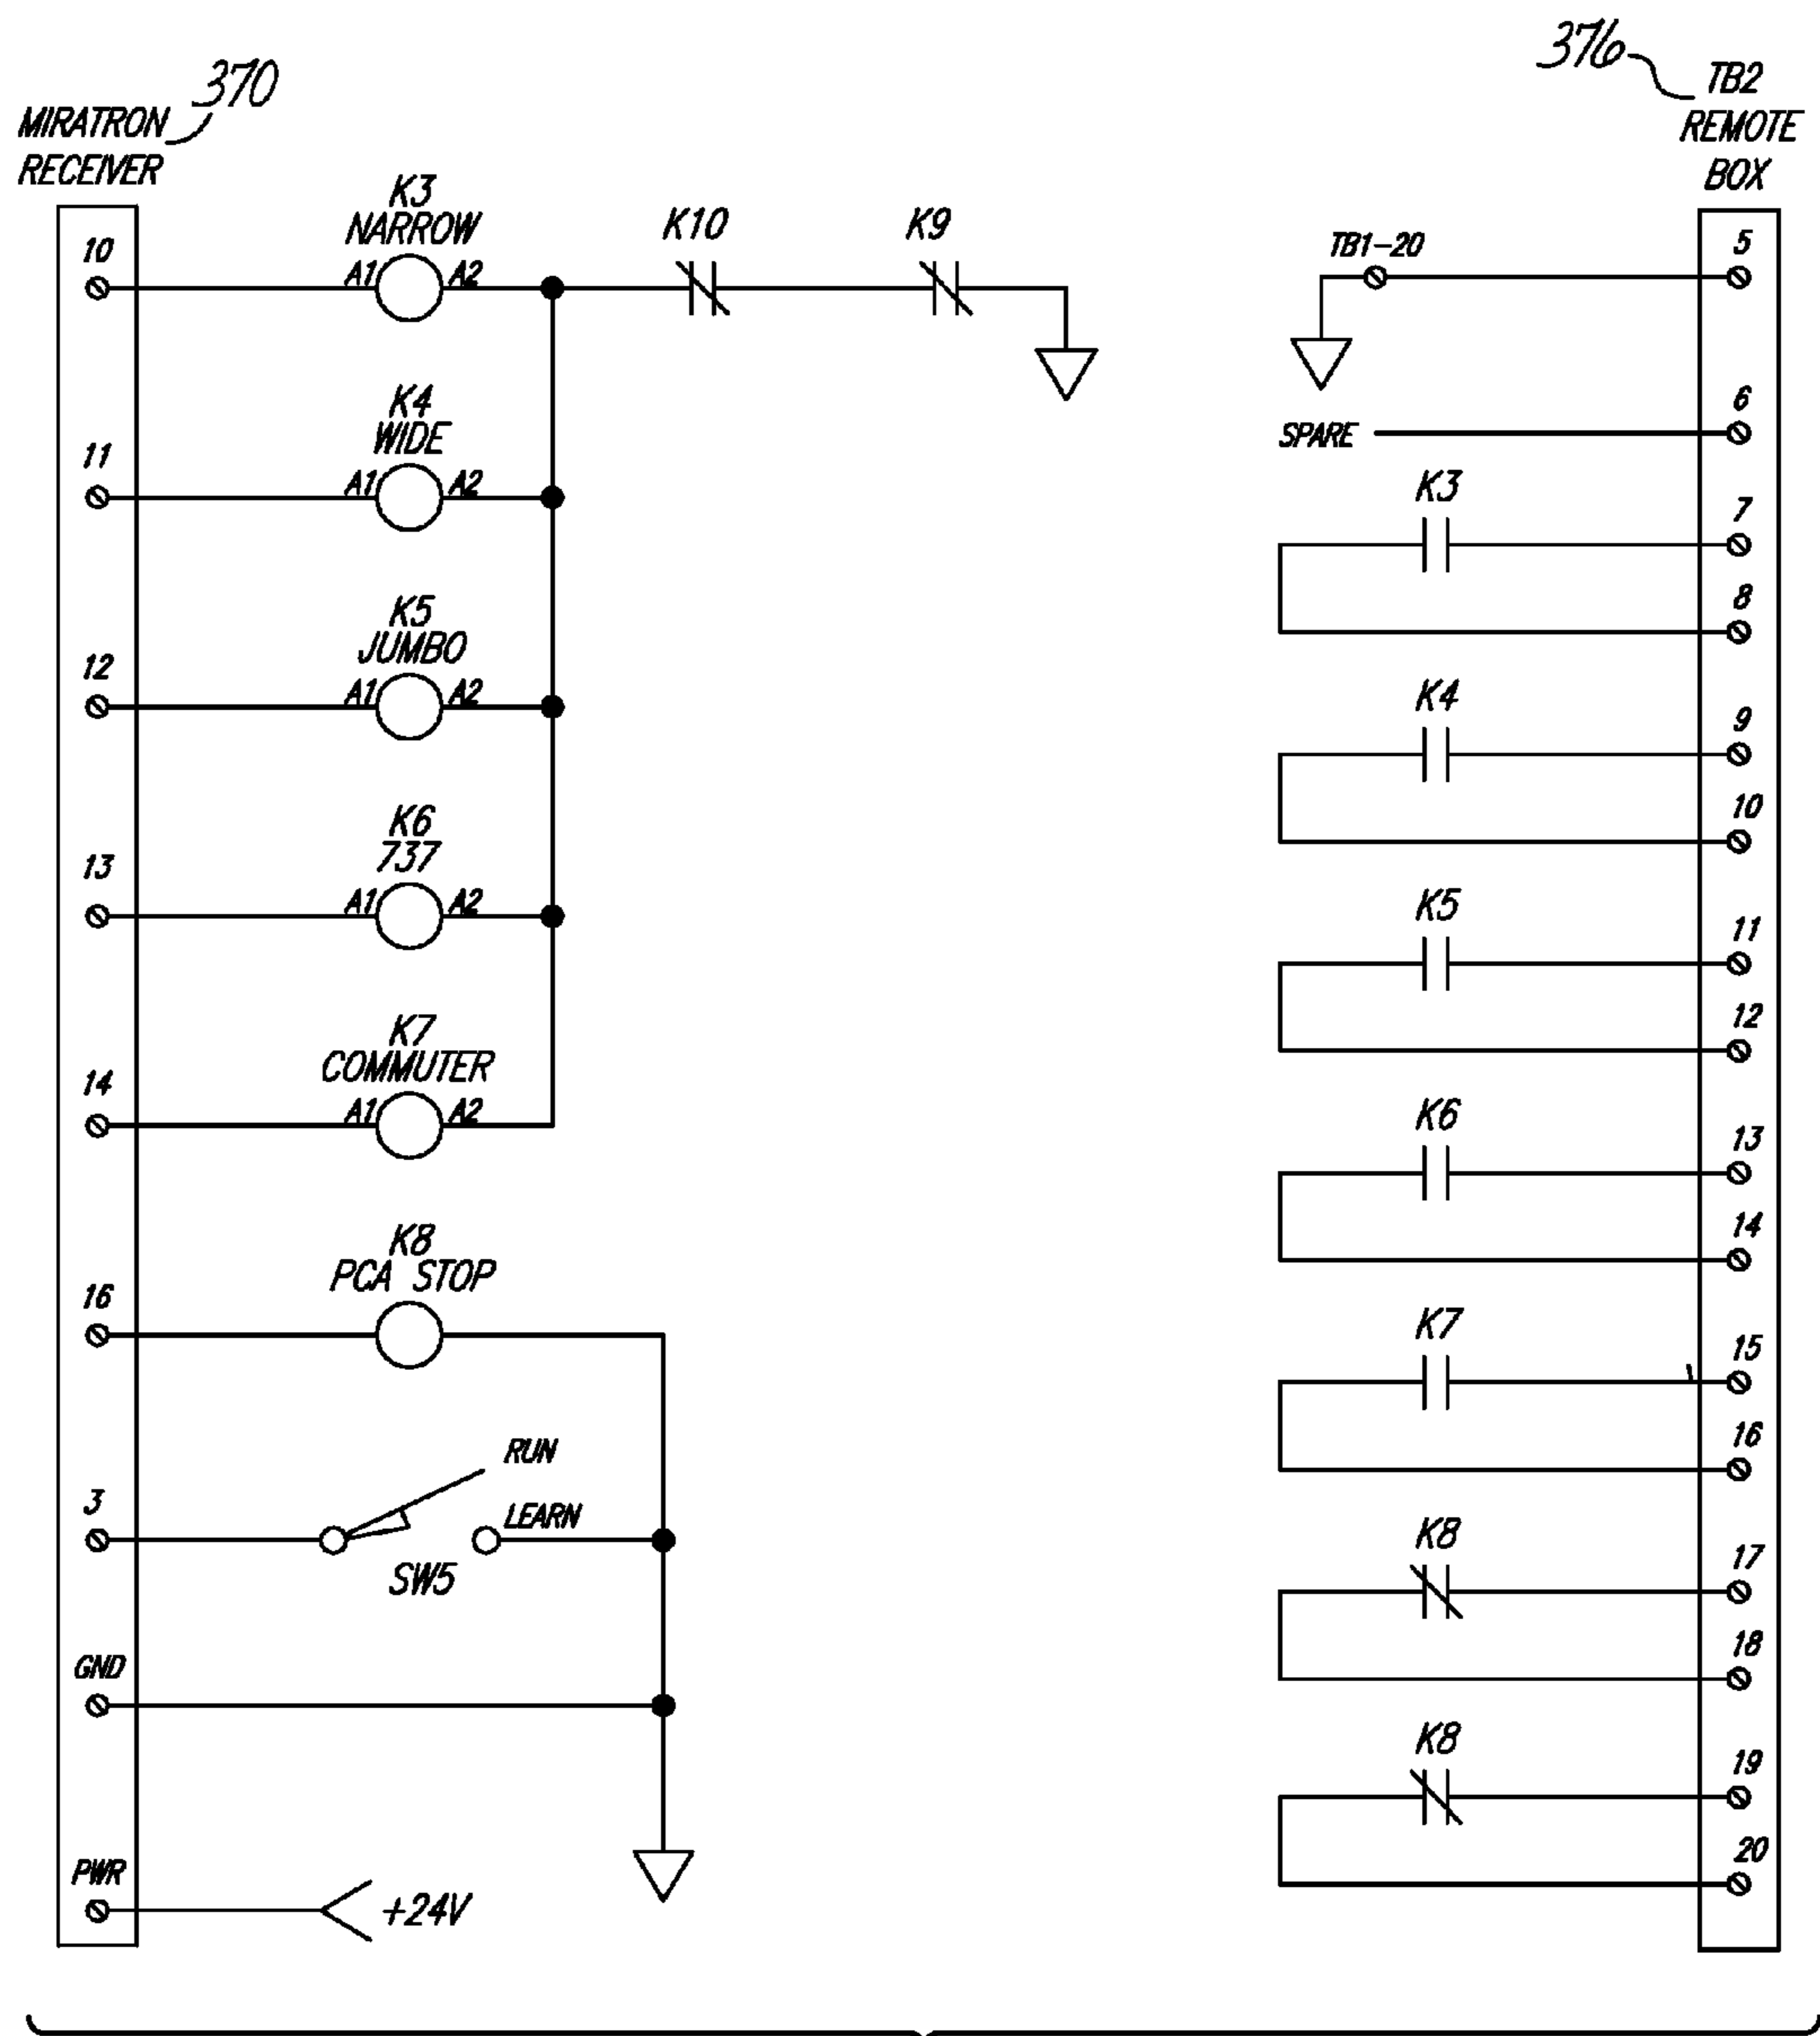 370
MIRATRON
RECEIVER
10
K3
NARROW
A1 A2
K10
K9
11
K4
WIDE
A1 A2
12
K5
JUMBO
A1 A2
13
K6
737
A1 A2
14
K7
COMMUTER
A1 A2
16
K8
PCA STOP
3
RUN
LEARN
SW5
GND
PWR
+24V
376
TB2
REMOTE
BOX
TB1-20
5
SPARE
6
K3
7
8
K4
9
10
K5
11
12
K6
13
14
K7
15
16
K8
17
18
K8
19
20